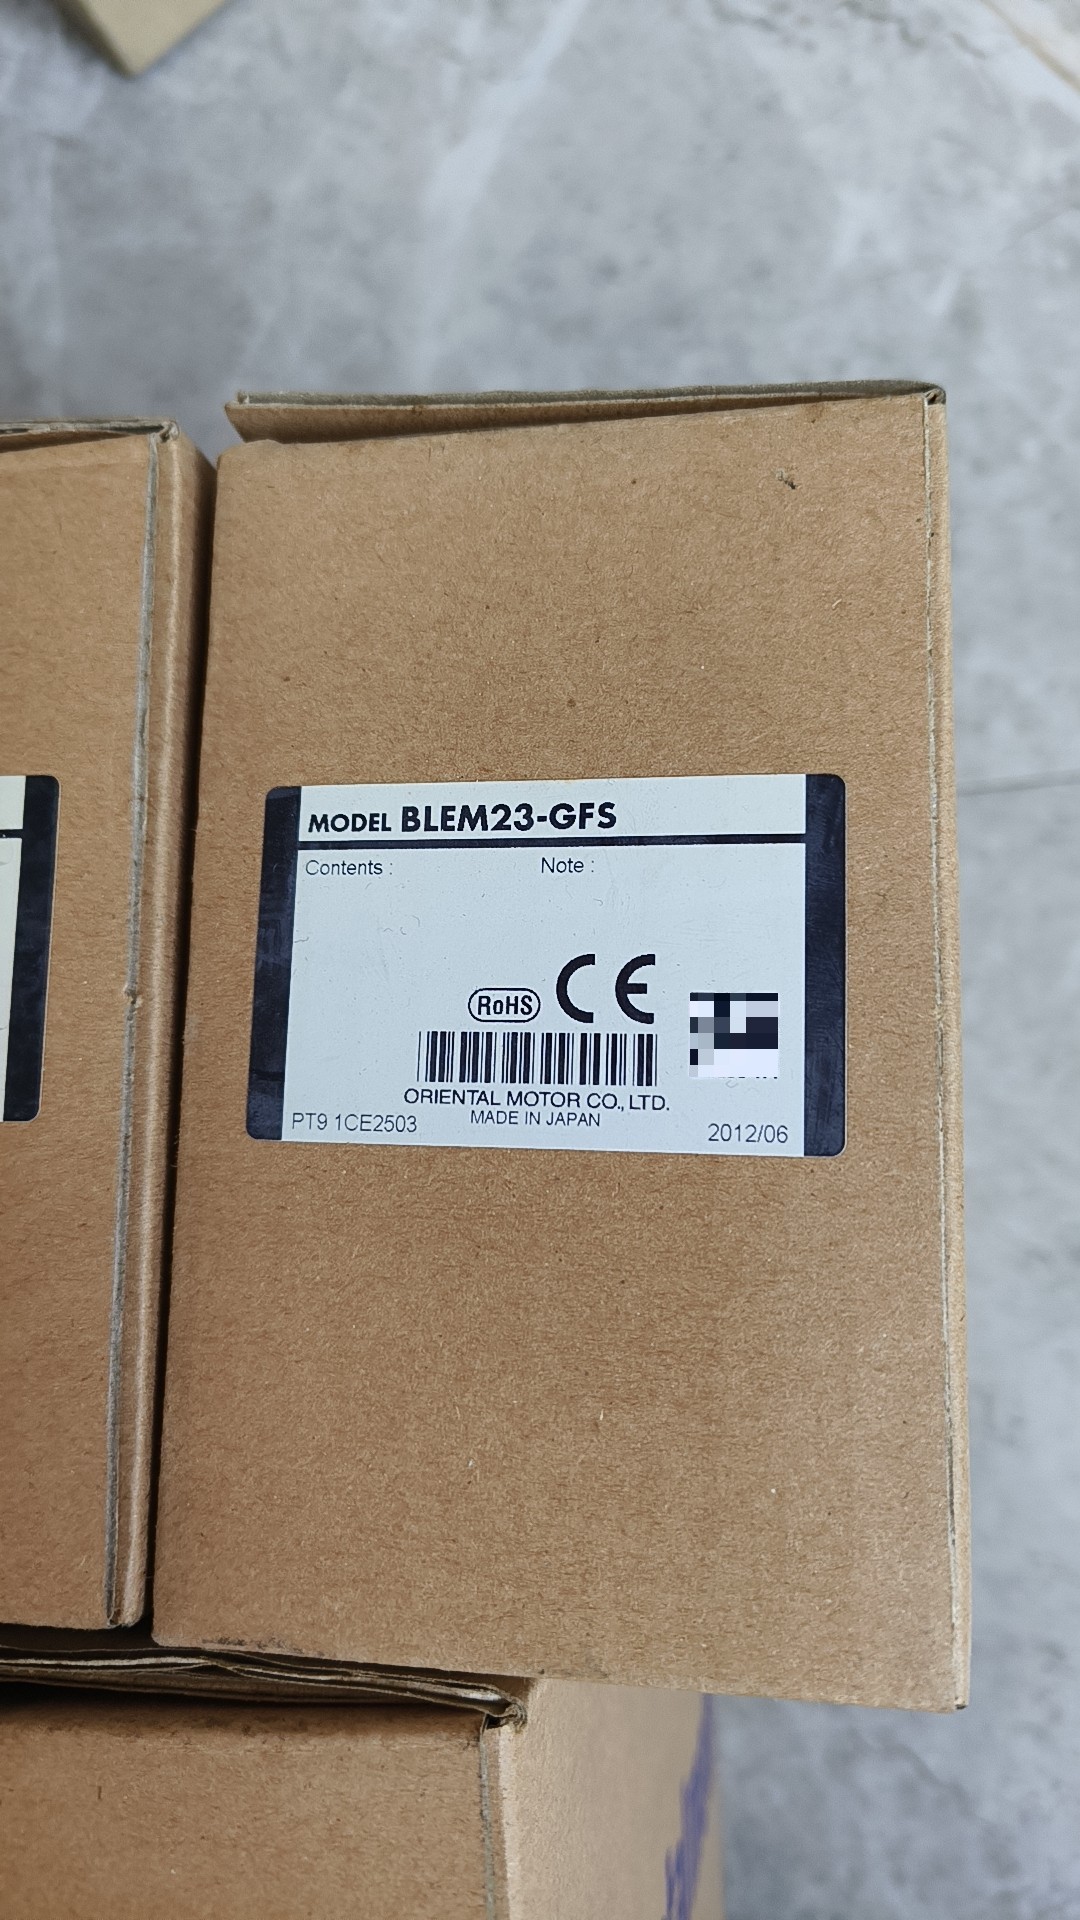 MODEL BLEM23-GFS
Contents :
Note :
RoHS
CE
ORIENTAL MOTOR CO., LTD.
MADE IN JAPAN
PT9 1CE2503
2012/06